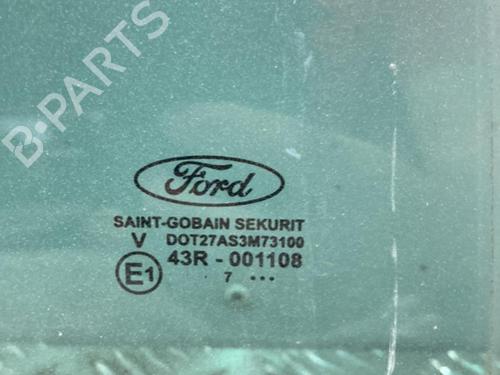 B-PARTS
Ford
SAINT-GOBAIN SEKURIT
V DOT27AS3M73100
E1 43R - 001108
7 ...